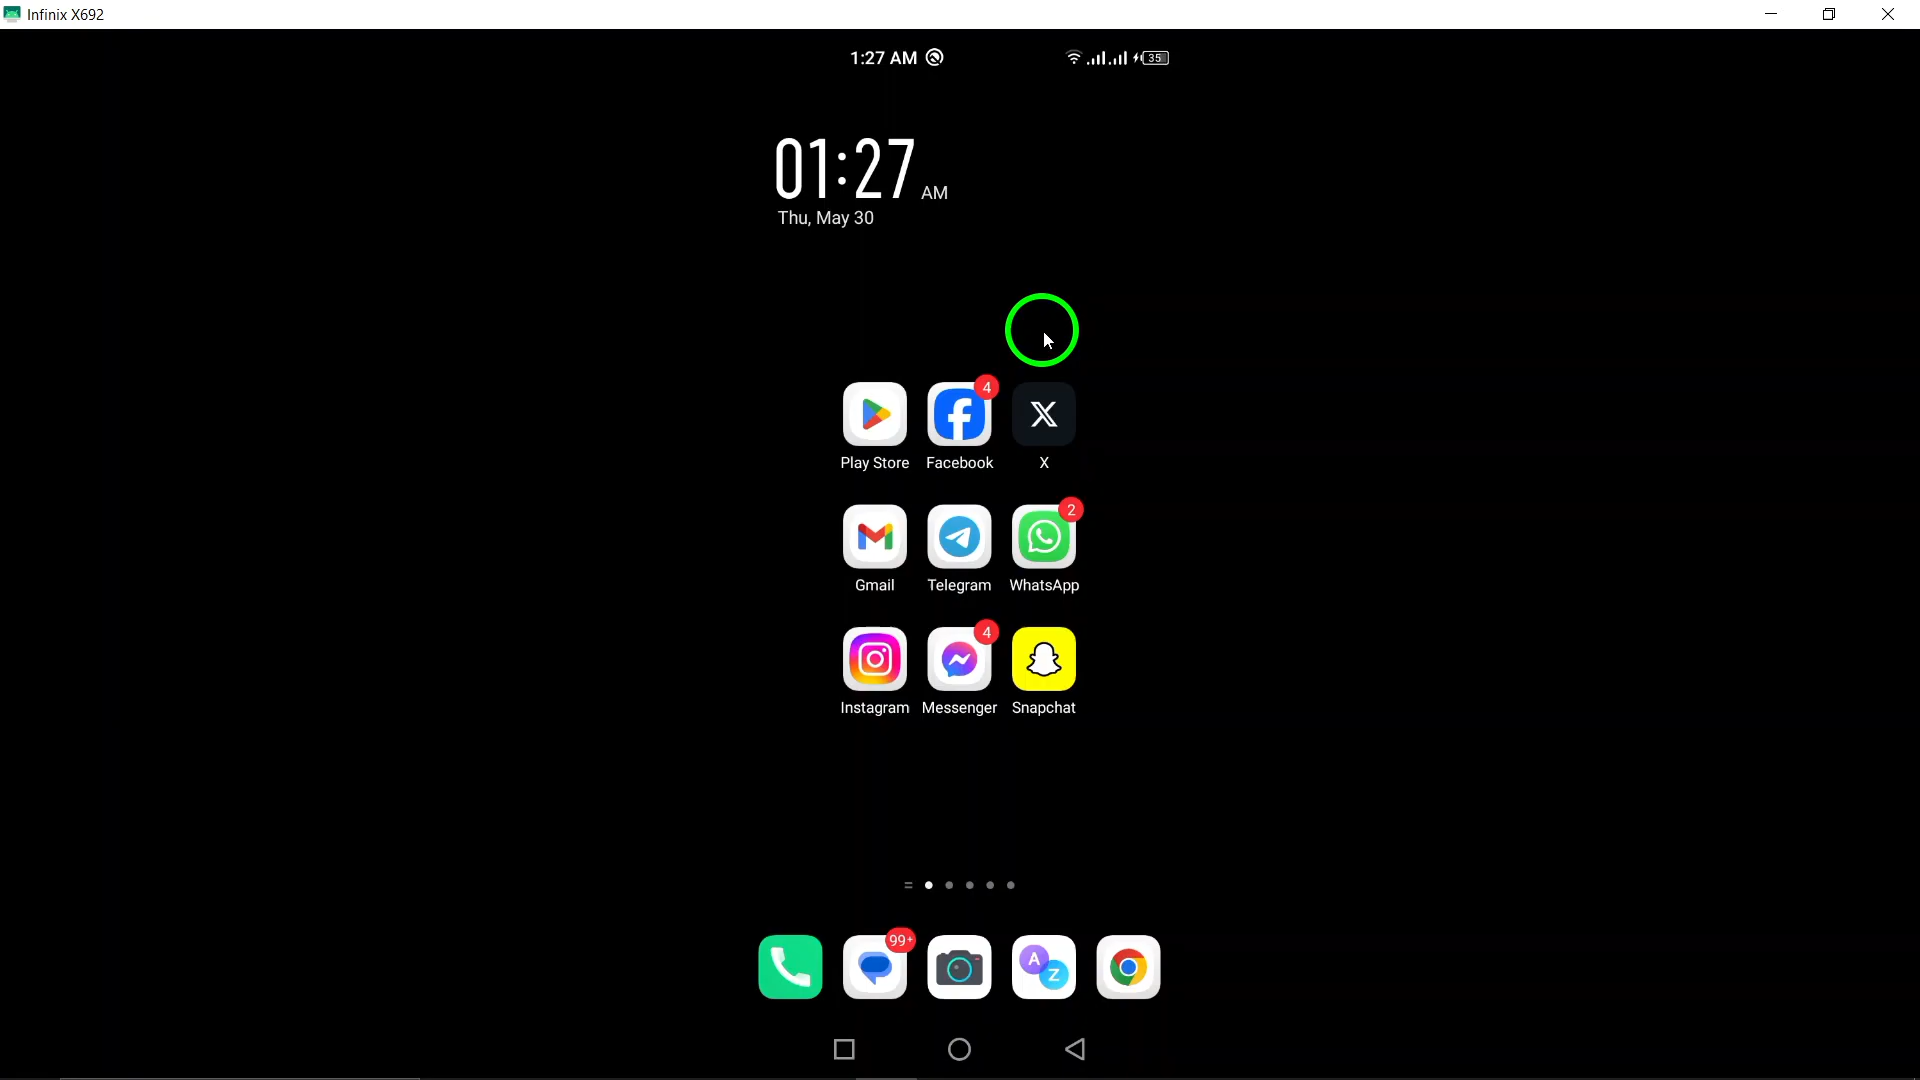 Infinix X692
1:27 AM
35
01:27 AM
Thu, May 30
4
Play Store Facebook X
2
Gmail Telegram WhatsApp
4
Instagram Messenger Snapchat
99+
A
Z